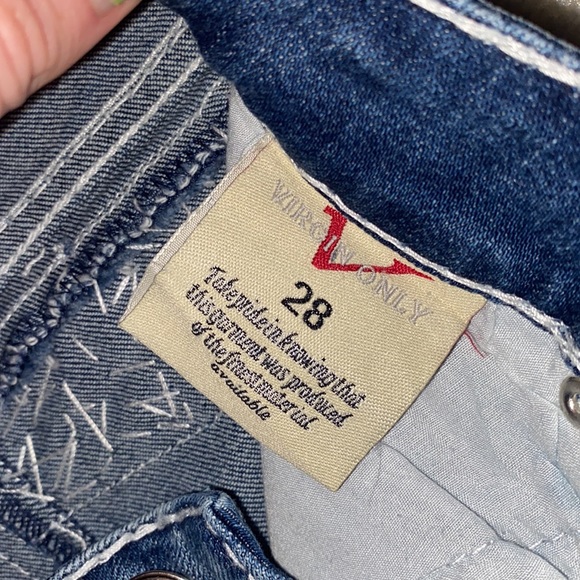 VIRGIN ONLY
28
Take pride in knowing that
this garment was produced
of the finest material
available